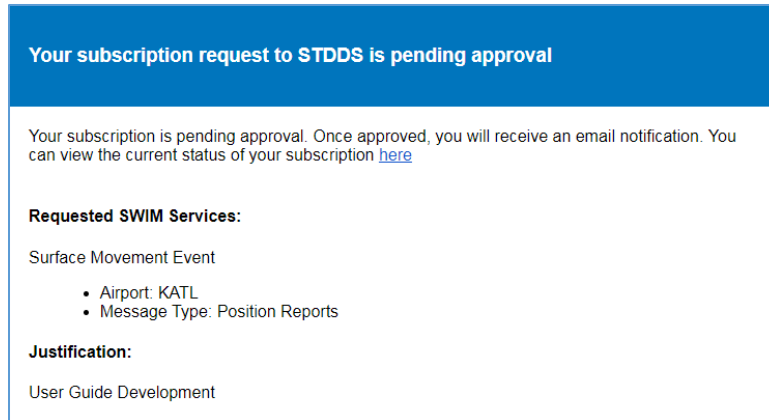 Your subscription request to STDDS is pending approval
Your subscription is pending approval. Once approved, you will receive an email notification. You
can view the current status of your subscription here
Requested SWIM Services:
Surface Movement Event
• Airport: KATL
• Message Type: Position Reports
Justification:
User Guide Development